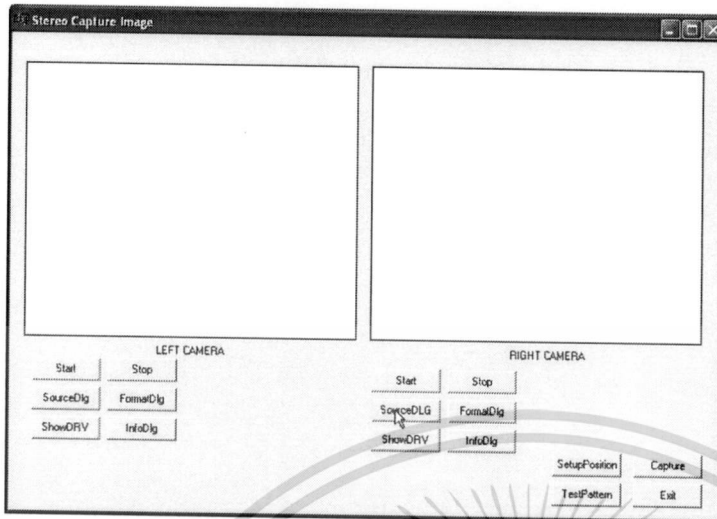 Stereo Capture Image
LEFT CAMERA
Start Stop
SourceDlg FormatDlg
ShowDRV InfoDlg
RIGHT CAMERA
Start Stop
SourceDLG FormatDlg
ShowDRV InfoDlg
SetupPosition Capture
TestPattern Exit